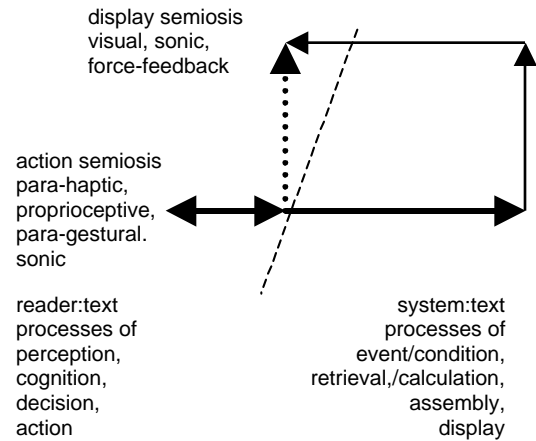 display semiosis
visual, sonic,
force-feedback
action semiosis
para-haptic,
proprioceptive,
para-gestural.
sonic
reader:text
processes of
perception,
cognition,
decision,
action
system:text
processes of
event/condition,
retrieval,/calculation,
assembly,
display